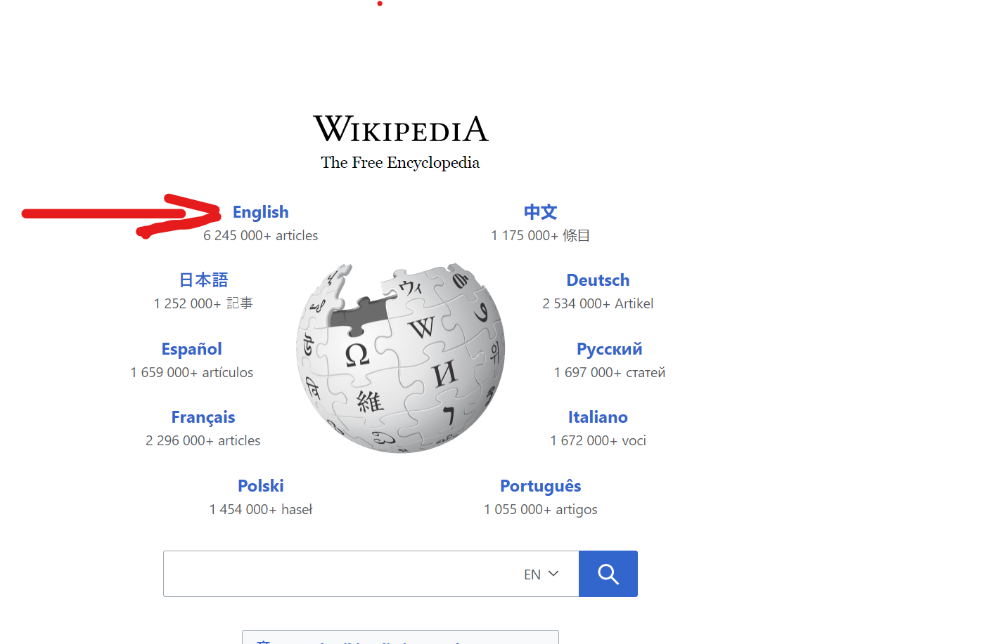 WIKIPEDIA
The Free Encyclopedia
English
6 245 000+ articles
中文
1 175 000+ 條目
日本語
1 252 000+ 記事
Deutsch
2 534 000+ Artikel
Español
1 659 000+ artículos
Русский
1 697 000+ статей
Français
2 296 000+ articles
Italiano
1 672 000+ voci
Polski
1 454 000+ haseł
Português
1 055 000+ artigos
Ω
W
И
維
ウィ
EN